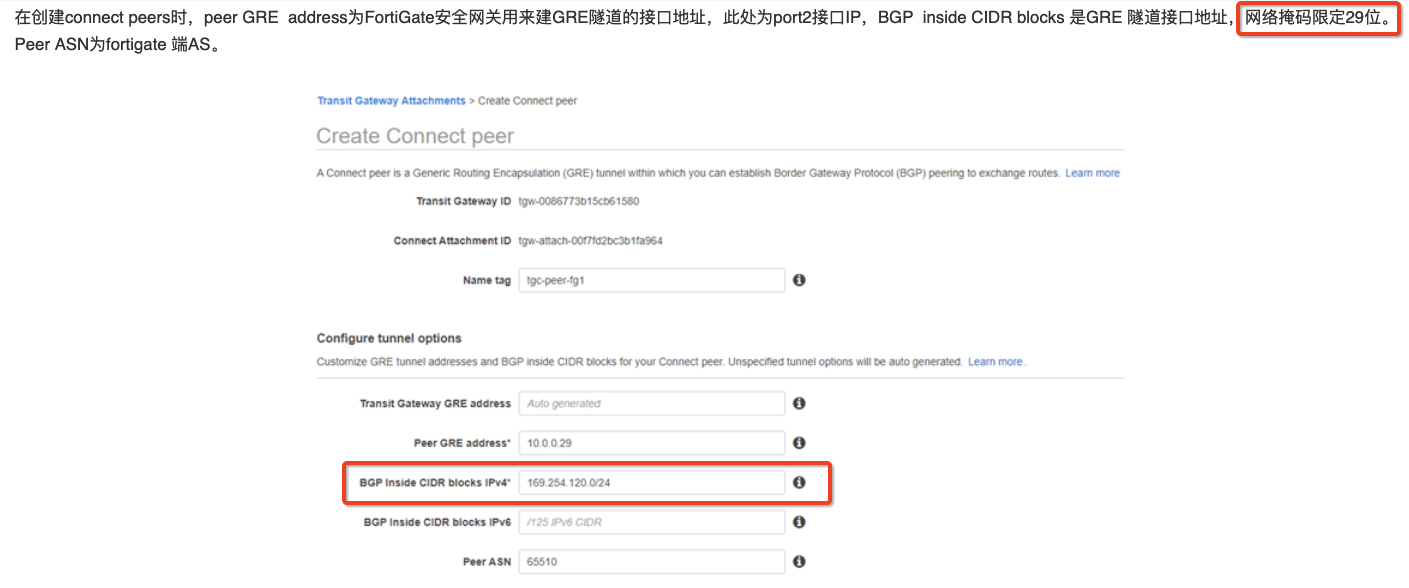 在创建connect peers时，peer GRE address为FortiGate安全网关用来建GRE隧道的接口地址，此处为port2接口IP，BGP inside CIDR blocks 是GRE 隧道接口地址，网络掩码限定29位。
Peer ASN为fortigate 端AS。
Transit Gateway Attachments > Create Connect peer
Create Connect peer
A Connect peer is a Generic Routing Encapsulation (GRE) tunnel within which you can establish Border Gateway Protocol (BGP) peering to exchange routes. Learn more
Transit Gateway ID tgw-0086773b15cb61580
Connect Attachment ID tgw-attach-00f7fd2bc3b1fa964
Name tag tgc-peer-fg1
Configure tunnel options
Customize GRE tunnel addresses and BGP inside CIDR blocks for your Connect peer. Unspecified tunnel options will be auto generated. Learn more.
Transit Gateway GRE address Auto generated
Peer GRE address* 10.0.0.29
BGP Inside CIDR blocks IPv4* 169.254.120.0/24
BGP Inside CIDR blocks IPv6 /125 IPv6 CIDR
Peer ASN 65510